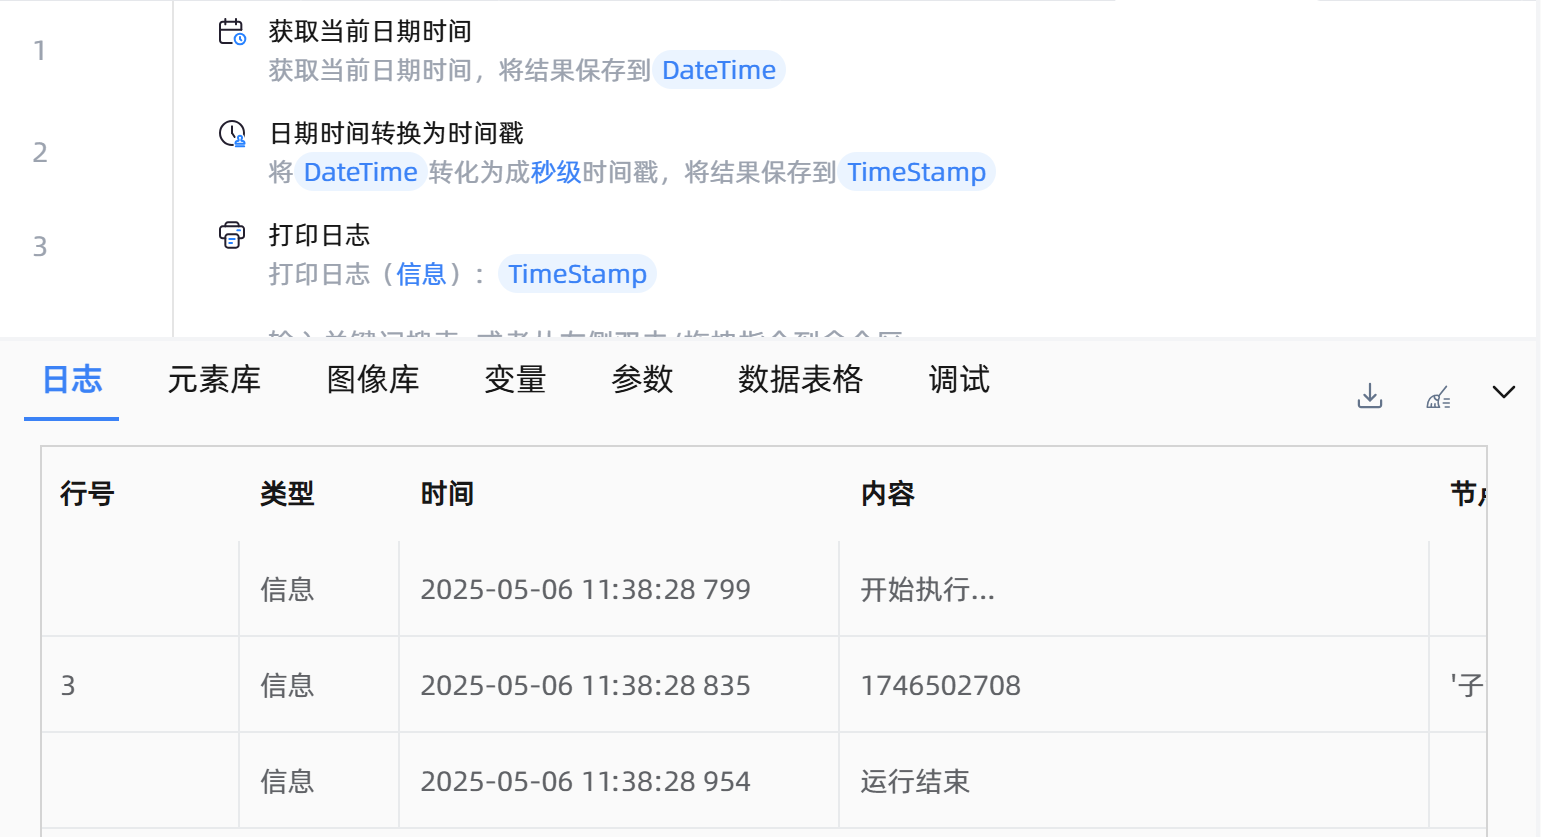 1
获取当前日期时间
获取当前日期时间，将结果保存到 DateTime
2
日期时间转换为时间戳
将 DateTime 转化为成秒级时间戳，将结果保存到 TimeStamp
3
打印日志
打印日志（信息）： TimeStamp
日志 元素库 图像库 变量 参数 数据表格 调试
行号 类型 时间 内容 节
信息 2025-05-06 11:38:28 799 开始执行...
3 信息 2025-05-06 11:38:28 835 1746502708 '子
信息 2025-05-06 11:38:28 954 运行结束